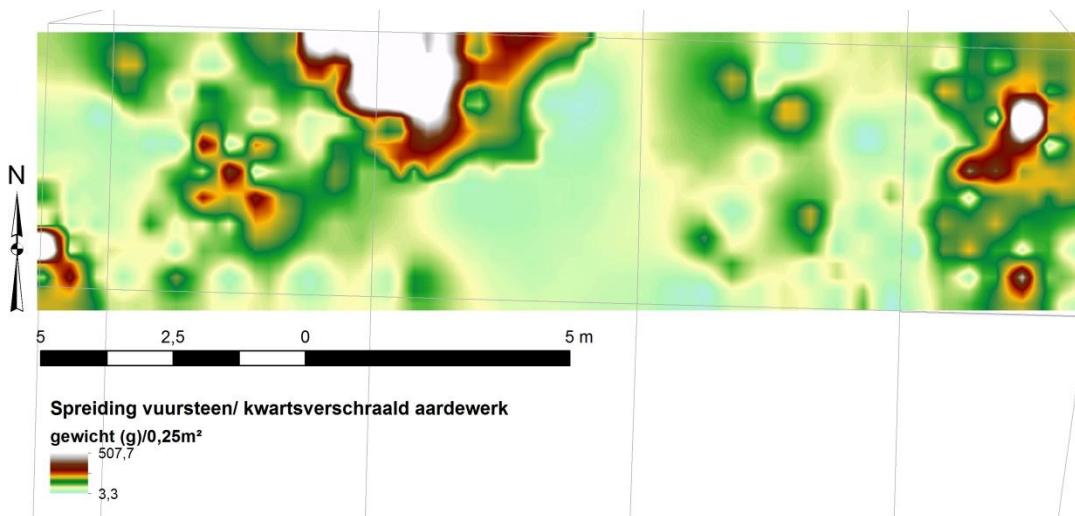 N
5 2,5 0 5 m
Spreiding vuursteen/ kwartsverschraald aardewerk
gewicht (g)/0,25m²
507,7
3,3